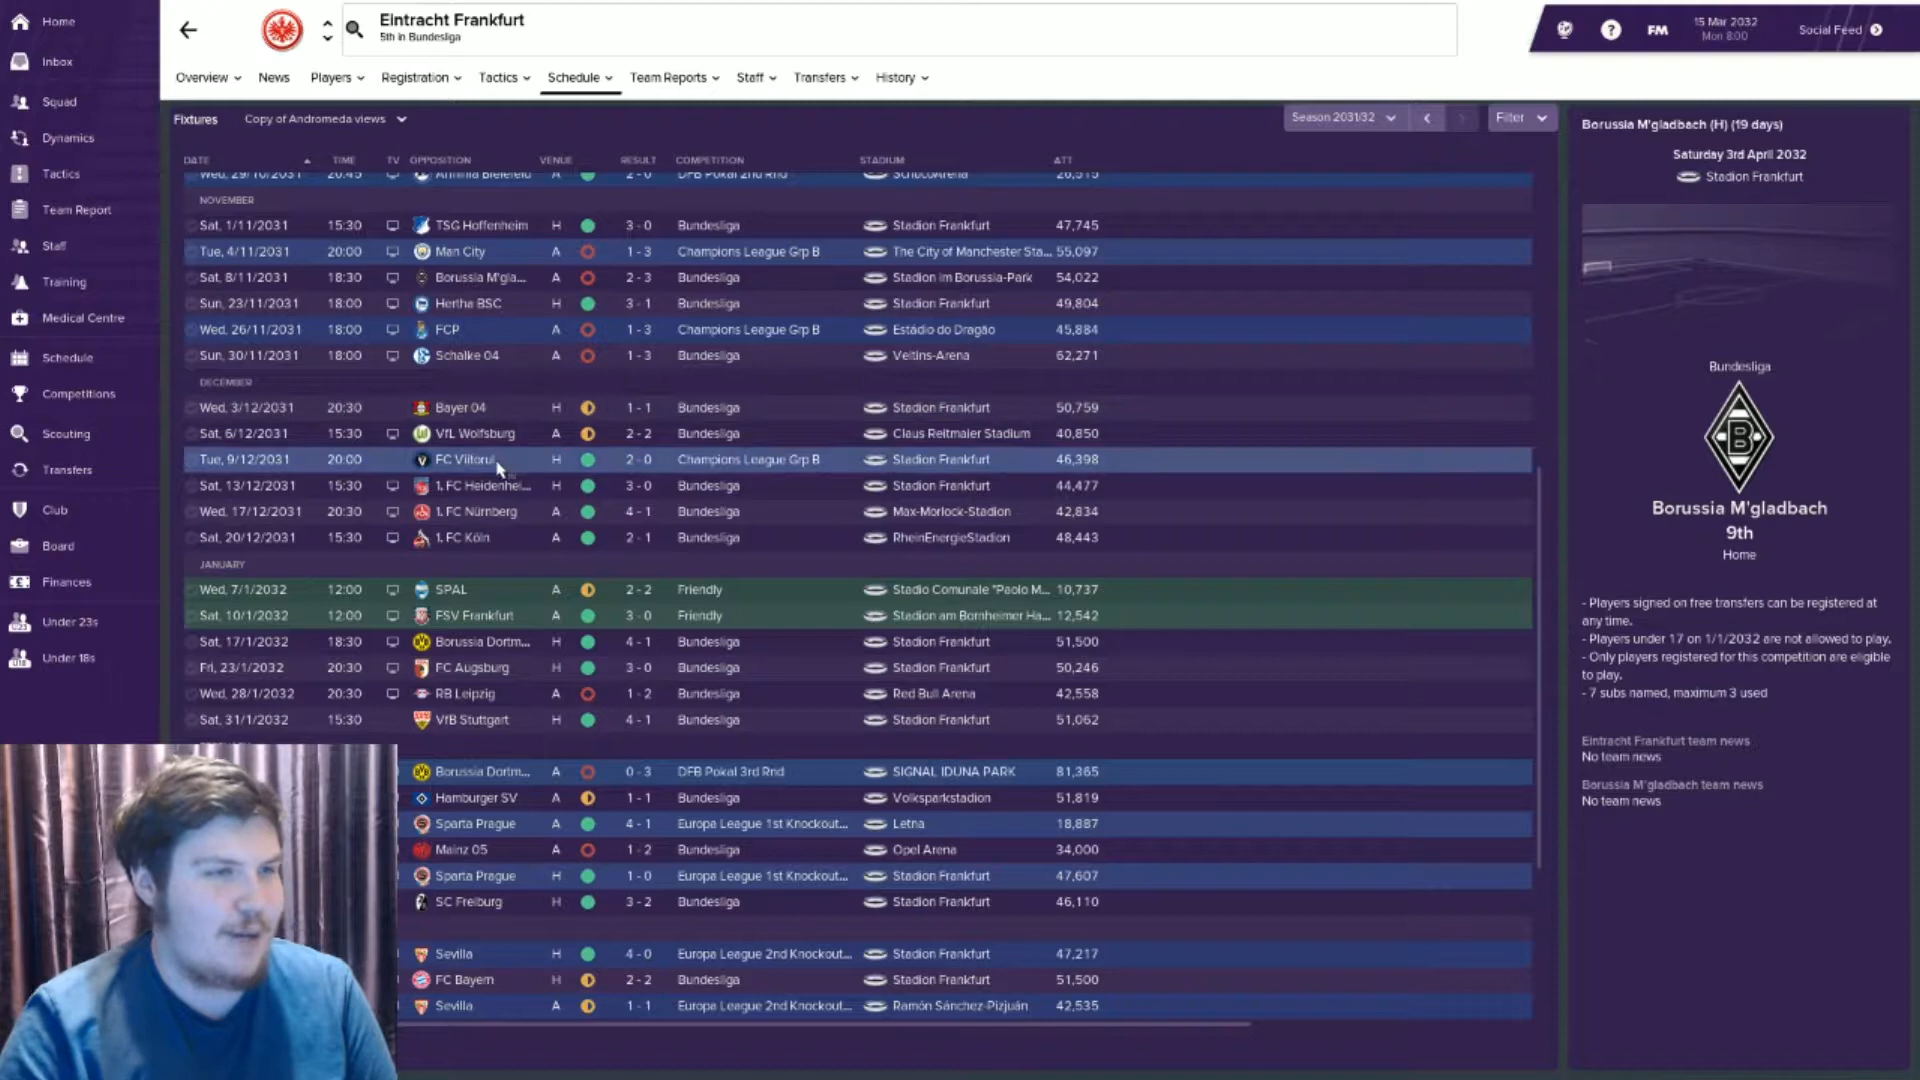 Home
Inbox
Squad
Dynamics
Tactics
Team Report
Staff
Training
Medical Centre
Schedule
Competitions
Scouting
Transfers
Club
Board
Finances
Under 23s
Under 18s
Eintracht Frankfurt
5th in Bundesliga
FM
15 Mar 2032
Mon 8:00
Social Feed
Overview News Players Registration Tactics Schedule Team Reports Staff Transfers History
Fixtures Copy of Andromeda views Season 2031/32 Filter
DATE TIME TV OPPOSITION VENUE RESULT COMPETITION STADIUM ATT
Wed, 29/10/2031 20:45 Arminia Bielefeld A 2-0 DFB Pokal 2nd Rnd SchücoArena 26,515
NOVEMBER
Sat, 1/11/2031 15:30 TSG Hoffenheim H 3-0 Bundesliga Stadion Frankfurt 47,745
Tue, 4/11/2031 20:00 Man City A 1-3 Champions League Grp B The City of Manchester Sta... 55,097
Sat, 8/11/2031 18:30 Borussia M'gla... A 2-3 Bundesliga Stadion im Borussia-Park 54,022
Sun, 23/11/2031 18:00 Hertha BSC H 3-1 Bundesliga Stadion Frankfurt 49,804
Wed, 26/11/2031 18:00 FCP A 1-3 Champions League Grp B Estádio do Dragão 45,884
Sun, 30/11/2031 18:00 Schalke 04 A 1-3 Bundesliga Veltins-Arena 62,271
DECEMBER
Wed, 3/12/2031 20:30 Bayer 04 H 1-1 Bundesliga Stadion Frankfurt 50,759
Sat, 6/12/2031 15:30 VfL Wolfsburg A 2-2 Bundesliga Claus Reitmaier Stadium 40,850
Tue, 9/12/2031 20:00 FC Viitorul H 2-0 Champions League Grp B Stadion Frankfurt 46,398
Sat, 13/12/2031 15:30 1. FC Heidenhei... H 3-0 Bundesliga Stadion Frankfurt 44,477
Wed, 17/12/2031 20:30 1. FC Nürnberg A 4-1 Bundesliga Max-Morlock-Stadion 42,834
Sat, 20/12/2031 15:30 1. FC Köln A 2-1 Bundesliga RheinEnergieStadion 48,443
JANUARY
Wed, 7/1/2032 12:00 SPAL A 2-2 Friendly Stadio Comunale "Paolo M... 10,737
Sat, 10/1/2032 12:00 FSV Frankfurt A 3-0 Friendly Stadion am Bornheimer Ha... 12,542
Sat, 17/1/2032 18:30 Borussia Dortm... H 4-1 Bundesliga Stadion Frankfurt 51,500
Fri, 23/1/2032 20:30 FC Augsburg H 3-0 Bundesliga Stadion Frankfurt 50,246
Wed, 28/1/2032 20:30 RB Leipzig A 1-2 Bundesliga Red Bull Arena 42,558
Sat, 31/1/2032 15:30 VfB Stuttgart H 4-1 Bundesliga Stadion Frankfurt 51,062
Borussia Dortm... A 0-3 DFB Pokal 3rd Rnd SIGNAL IDUNA PARK 81,365
Hamburger SV A 1-1 Bundesliga Volksparkstadion 51,819
Sparta Prague A 4-1 Europa League 1st Knockout... Letna 18,887
Mainz 05 A 1-2 Bundesliga Opel Arena 34,000
Sparta Prague H 1-0 Europa League 1st Knockout... Stadion Frankfurt 47,607
SC Freiburg H 3-2 Bundesliga Stadion Frankfurt 46,110
Sevilla H 4-0 Europa League 2nd Knockout... Stadion Frankfurt 47,217
FC Bayern H 2-2 Bundesliga Stadion Frankfurt 51,500
Sevilla A 1-1 Europa League 2nd Knockout... Ramón Sánchez-Pizjuán 42,535
Borussia M'gladbach (H) (19 days)
Saturday 3rd April 2032
Stadion Frankfurt
Bundesliga
B
Borussia M'gladbach
9th
Home
- Players signed on free transfers can be registered at
any time.
- Players under 17 on 1/1/2032 are not allowed to play.
- Only players registered for this competition are eligible
to play.
- 7 subs named, maximum 3 used
Eintracht Frankfurt team news
No team news
Borussia M'gladbach team news
No team news